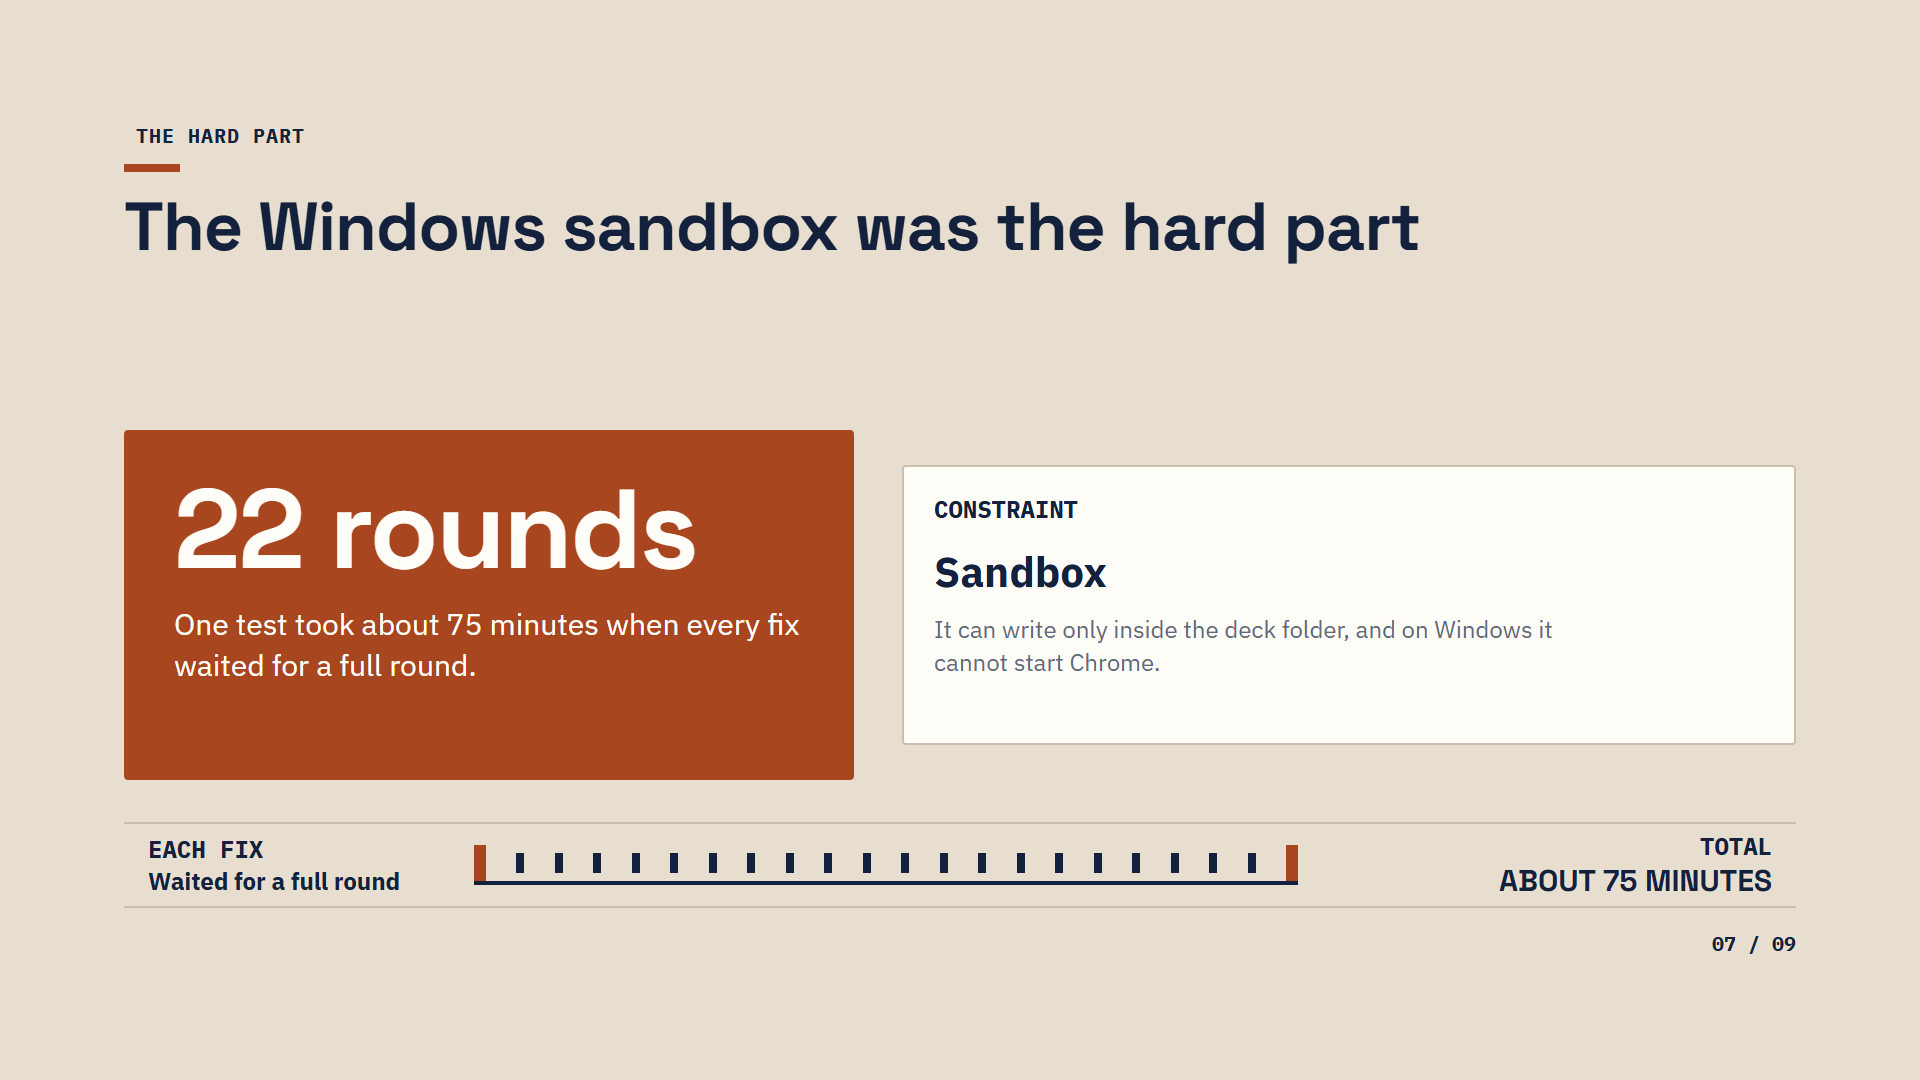 THE HARD PART
The Windows sandbox was the hard part
22 rounds
One test took about 75 minutes when every fix
waited for a full round.
CONSTRAINT
Sandbox
It can write only inside the deck folder, and on Windows it
cannot start Chrome.
EACH FIX
Waited for a full round
TOTAL
ABOUT 75 MINUTES
07 / 09